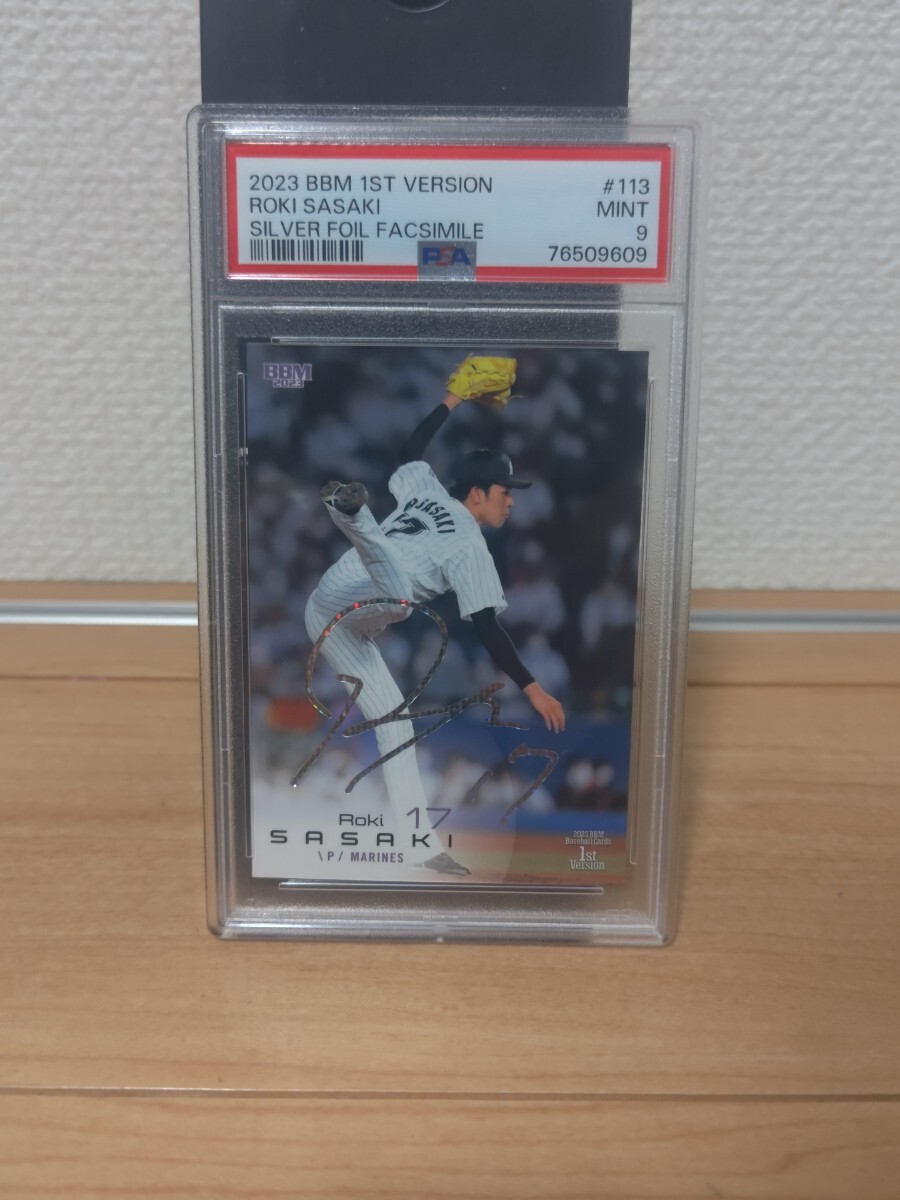 2023 BBM 1ST VERSION #113
ROKI SASAKI MINT
SILVER FOIL FACSIMILE 9
PSA 76509609
BBM
2023
SASAKI
17
17
Roki 17
SASAKI
\P/ MARINES
2023 BBM
Baseball Cards
1st
Version